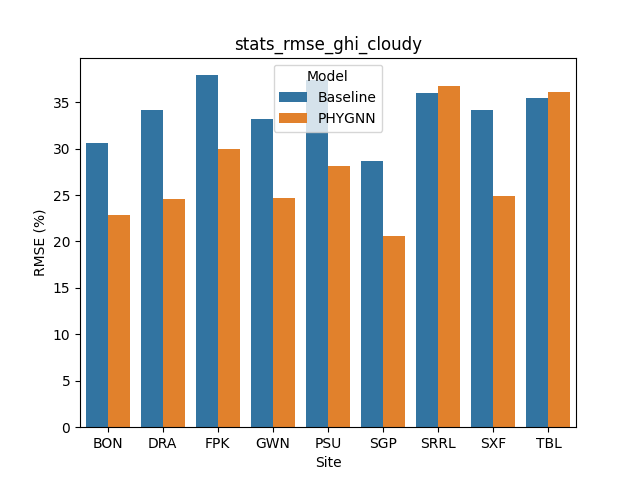 stats_rmse_ghi_cloudy
Model
Baseline
PHYGNN
RMSE (%)
35
30
25
20
15
10
5
0
BON DRA FPK GWN PSU SGP SRRL SXF TBL
Site